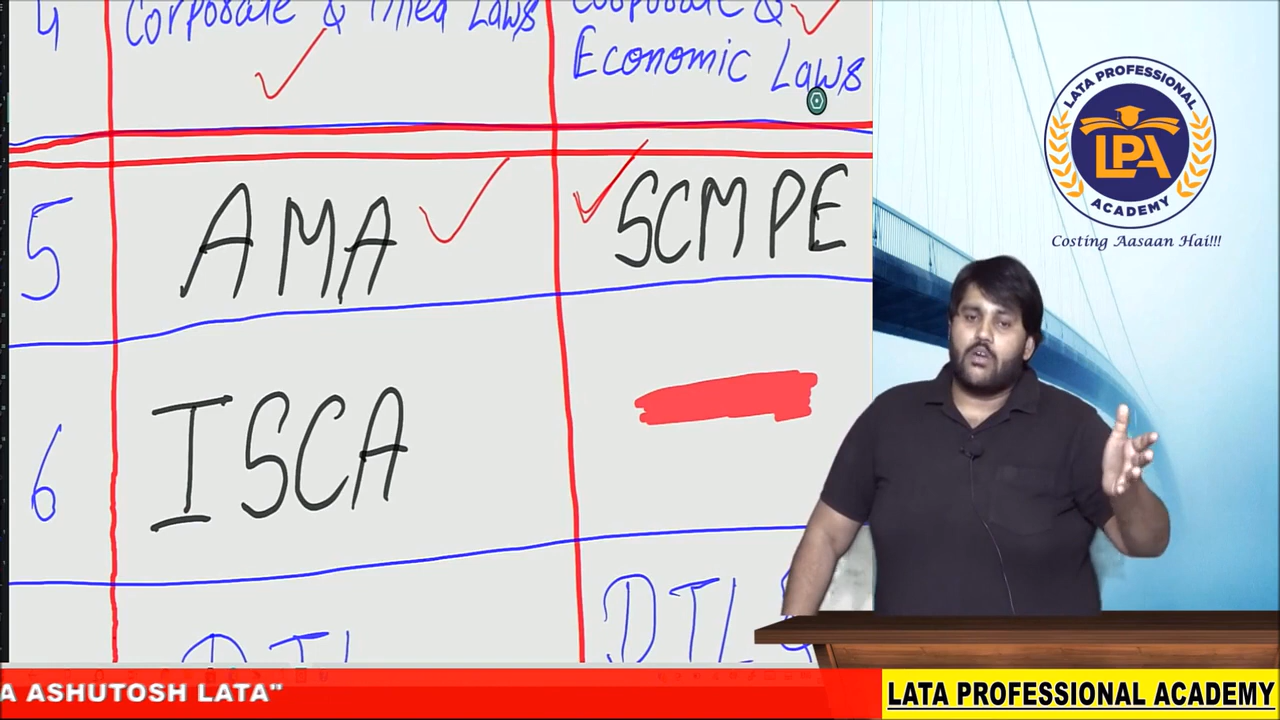 4
Corporate & Allied Laws
Corporate &
Economic Laws
5
AMA
SCMPE
6
ISCA
DTL
DTL &
LATA PROFESSIONAL
LPA
ACADEMY
Costing Aasaan Hai!!!
A ASHUTOSH LATA"
LATA PROFESSIONAL ACADEMY